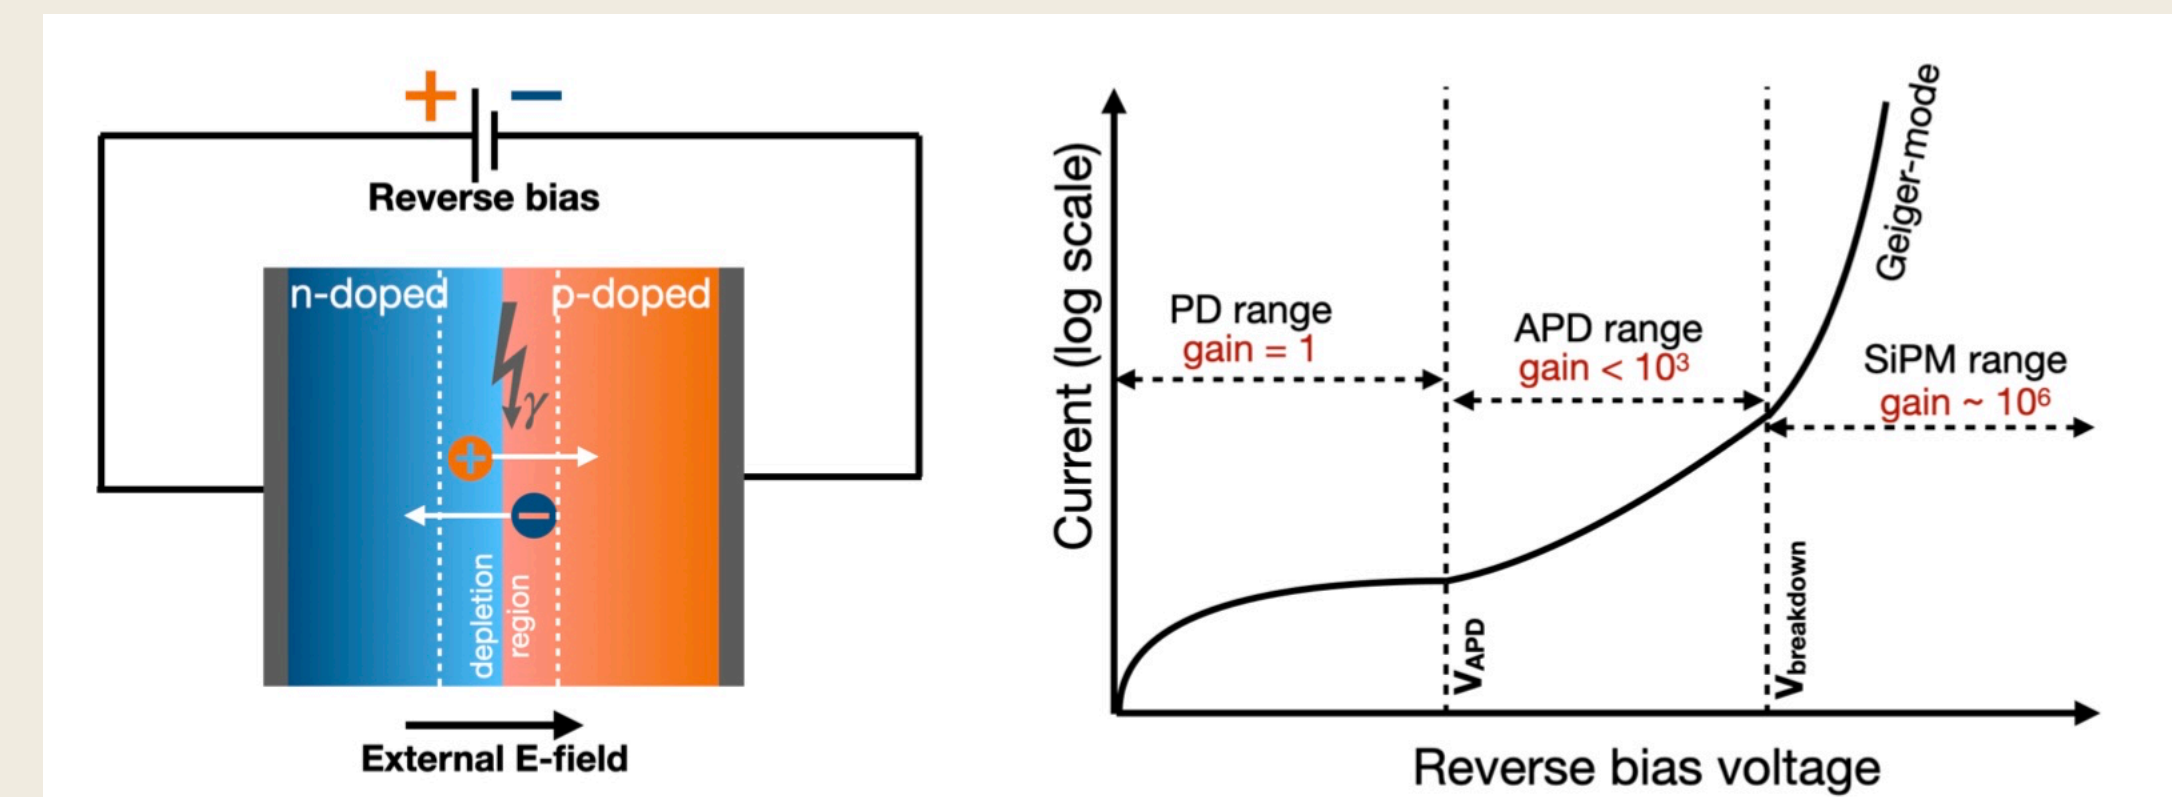 + −
Reverse bias
n-doped
p-doped
γ
+
−
depletion
region
External E-field
Current (log scale)
PD range
gain = 1
APD range
gain < 10³
Geiger-mode
SiPM range
gain ~ 10⁶
VAPD
Vbreakdown
Reverse bias voltage